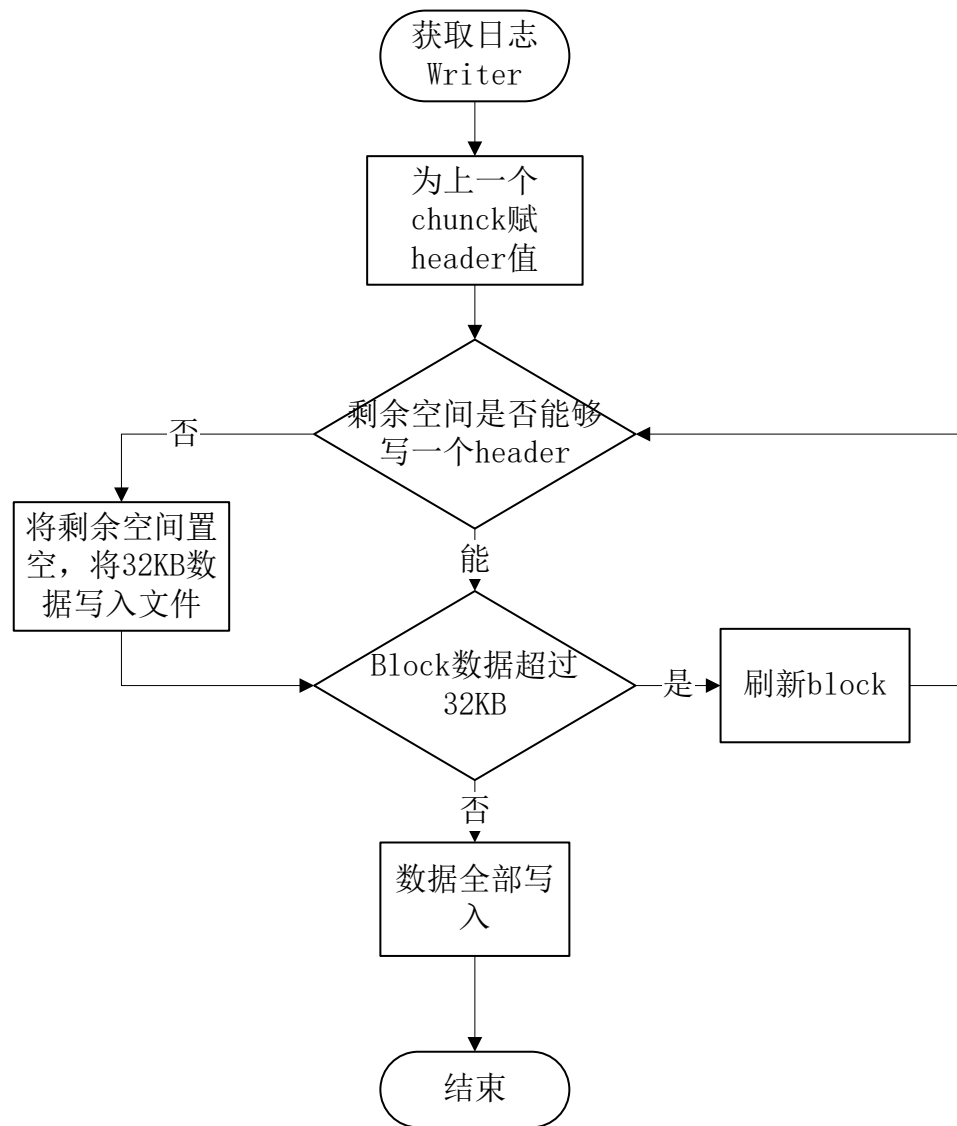 获取日志
Writer
为上一个
chunck赋
header值
剩余空间是否能够
写一个header
否
将剩余空间置
空，将32KB数
据写入文件
能
Block数据超过
32KB
是
刷新block
否
数据全部写
入
结束